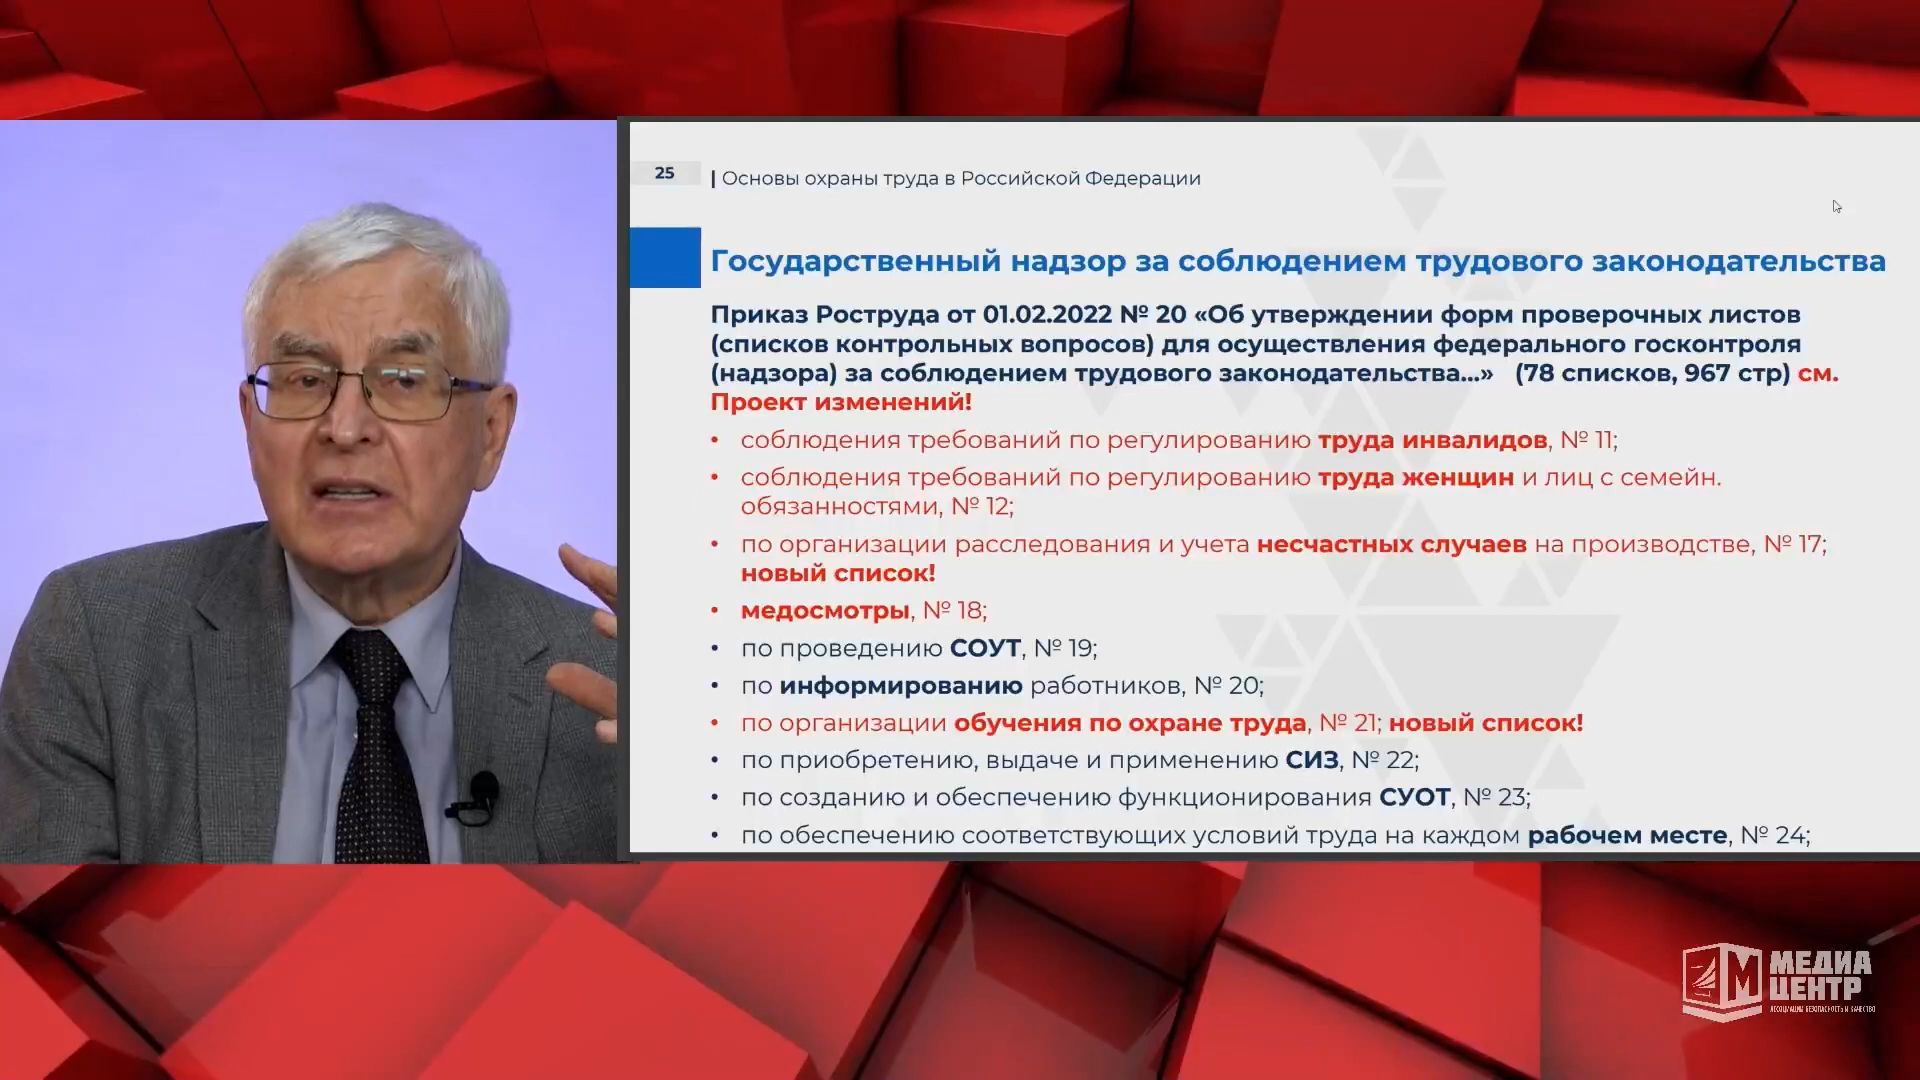 25
| Основы охраны труда в Российской Федерации
Государственный надзор за соблюдением трудового законодательства
Приказ Роструда от 01.02.2022 № 20 «Об утверждении форм проверочных листов
(списков контрольных вопросов) для осуществления федерального госконтроля
(надзора) за соблюдением трудового законодательства...» (78 списков, 967 стр) см.
Проект изменений!
• соблюдения требований по регулированию труда инвалидов, № 11;
• соблюдения требований по регулированию труда женщин и лиц с семейн.
обязанностями, № 12;
• по организации расследования и учета несчастных случаев на производстве, № 17;
новый список!
• медосмотры, № 18;
• по проведению СОУТ, № 19;
• по информированию работников, № 20;
• по организации обучения по охране труда, № 21; новый список!
• по приобретению, выдаче и применению СИЗ, № 22;
• по созданию и обеспечению функционирования СУОТ, № 23;
• по обеспечению соответствующих условий труда на каждом рабочем месте, № 24;
МЕДИА
ЦЕНТР
АССОЦИАЦИИ БЕЗОПАСНОСТЬ И КАЧЕСТВО